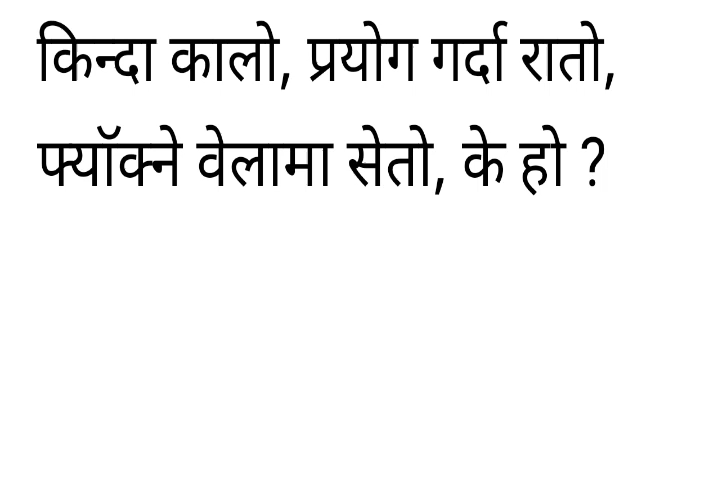 किन्दा कालो, प्रयोग गर्दा रातो,
फ्याॅक्ने वेलामा सेतो, के हो ?